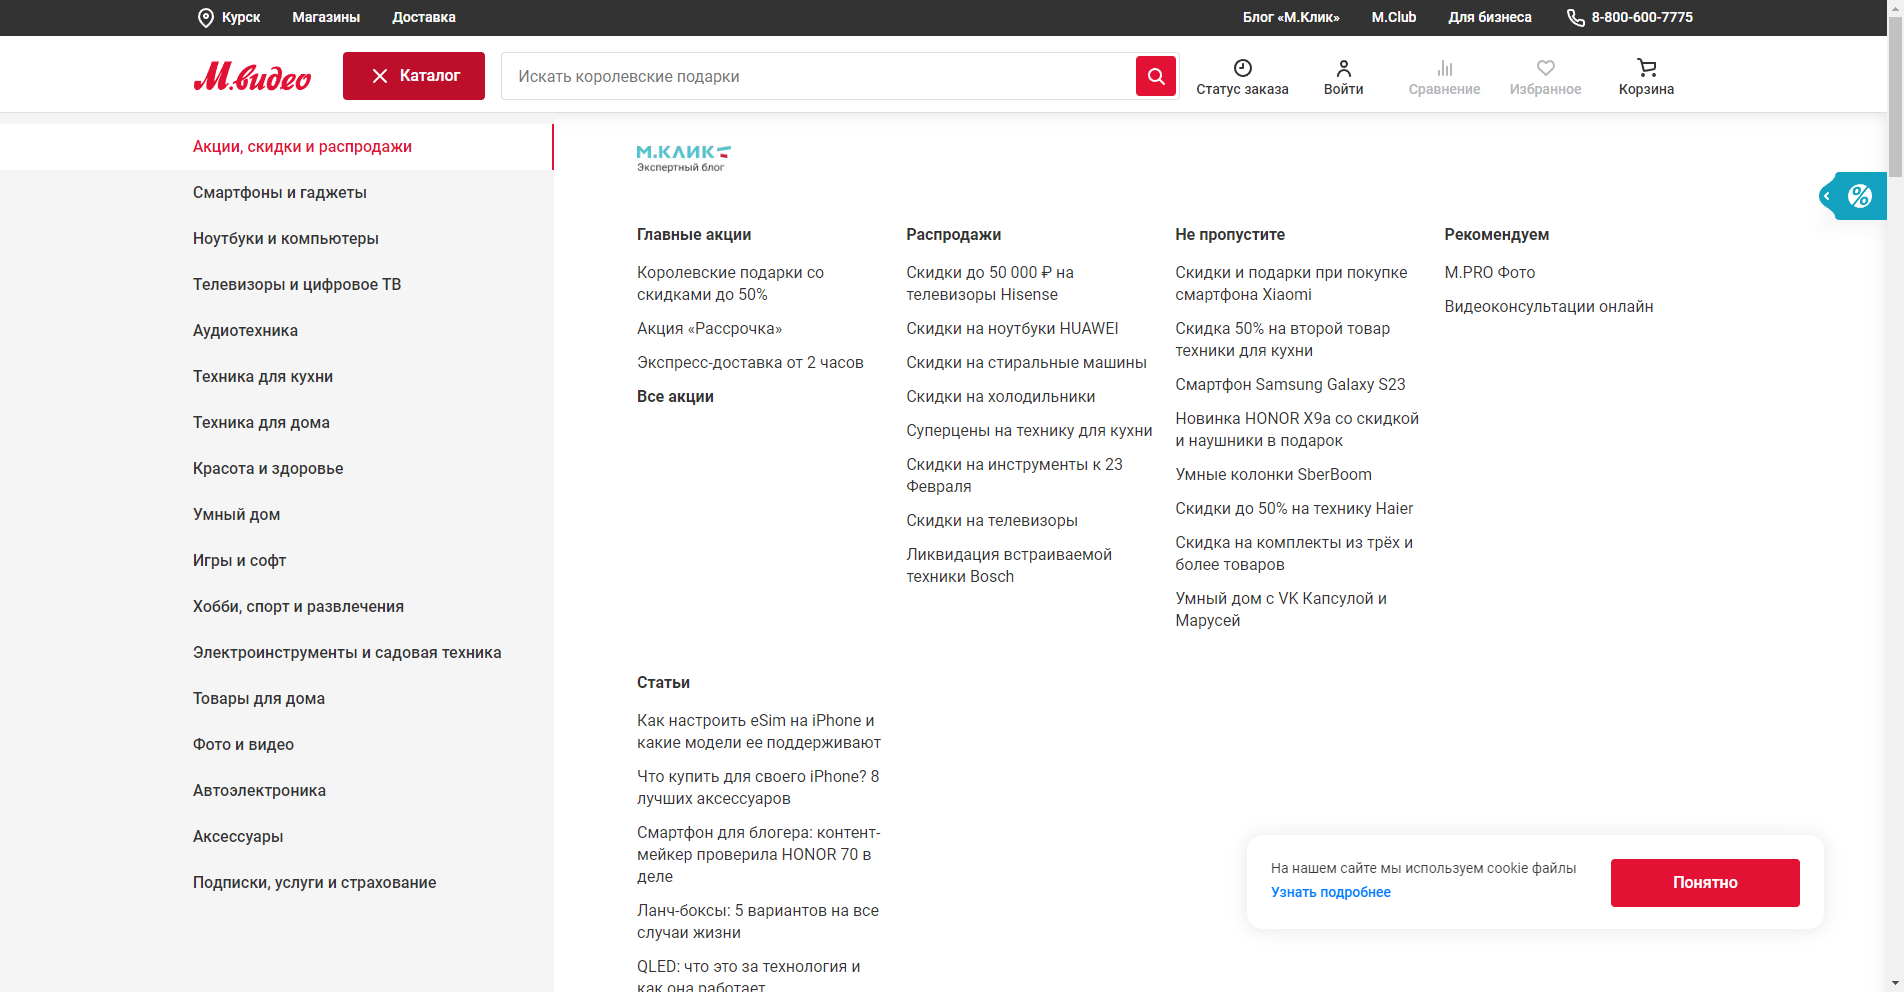 Курск
Магазины
Доставка
Блог «М.Клик»
M.Club
Для бизнеса
8-800-600-7775
М.видео
Каталог
Искать королевские подарки
Статус заказа
Войти
Сравнение
Избранное
Корзина
Акции, скидки и распродажи
Смартфоны и гаджеты
Ноутбуки и компьютеры
Телевизоры и цифровое ТВ
Аудиотехника
Техника для кухни
Техника для дома
Красота и здоровье
Умный дом
Игры и софт
Хобби, спорт и развлечения
Электроинструменты и садовая техника
Товары для дома
Фото и видео
Автоэлектроника
Аксессуары
Подписки, услуги и страхование
М.КЛИК
Экспертный блог
Главные акции
Королевские подарки со
скидками до 50%
Акция «Рассрочка»
Экспресс-доставка от 2 часов
Все акции
Распродажи
Скидки до 50 000 ₽ на
телевизоры Hisense
Скидки на ноутбуки HUAWEI
Скидки на стиральные машины
Скидки на холодильники
Суперцены на технику для кухни
Скидки на инструменты к 23
Февраля
Скидки на телевизоры
Ликвидация встраиваемой
техники Bosch
Не пропустите
Скидки и подарки при покупке
смартфона Xiaomi
Скидка 50% на второй товар
техники для кухни
Смартфон Samsung Galaxy S23
Новинка HONOR X9a со скидкой
и наушники в подарок
Умные колонки SberBoom
Скидки до 50% на технику Haier
Скидка на комплекты из трёх и
более товаров
Умный дом с VK Капсулой и
Марусей
Рекомендуем
M.PRO Фото
Видеоконсультации онлайн
Статьи
Как настроить eSim на iPhone и
какие модели ее поддерживают
Что купить для своего iPhone? 8
лучших аксессуаров
Смартфон для блогера: контент-
мейкер проверила HONOR 70 в
деле
Ланч-боксы: 5 вариантов на все
случаи жизни
QLED: что это за технология и
как она работает
На нашем сайте мы используем cookie файлы
Узнать подробнее
Понятно